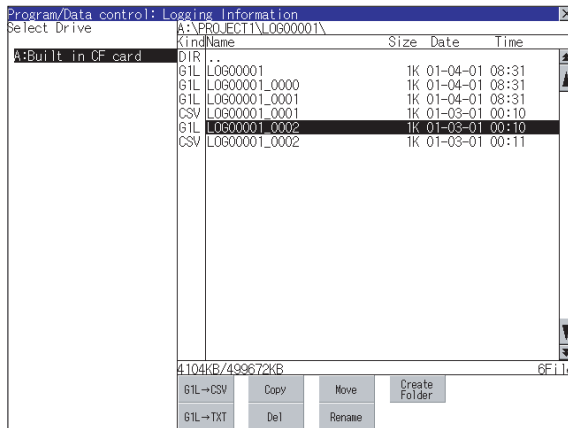 Program/Data control: Logging Information
Select Drive
A:\PROJECT1\LOG00001\
Kind Name Size Date Time
A:Built in CF card
DIR ..
G1L LOG00001 1K 01-04-01 08:31
G1L LOG00001_0000 1K 01-04-01 08:31
G1L LOG00001_0001 1K 01-04-01 08:31
CSV LOG00001_0001 1K 01-03-01 00:10
G1L LOG00001_0002 1K 01-03-01 00:10
CSV LOG00001_0002 1K 01-03-01 00:11
4104KB/499672KB 6File
G1L→CSV Copy Move Create Folder
G1L→TXT Del Rename